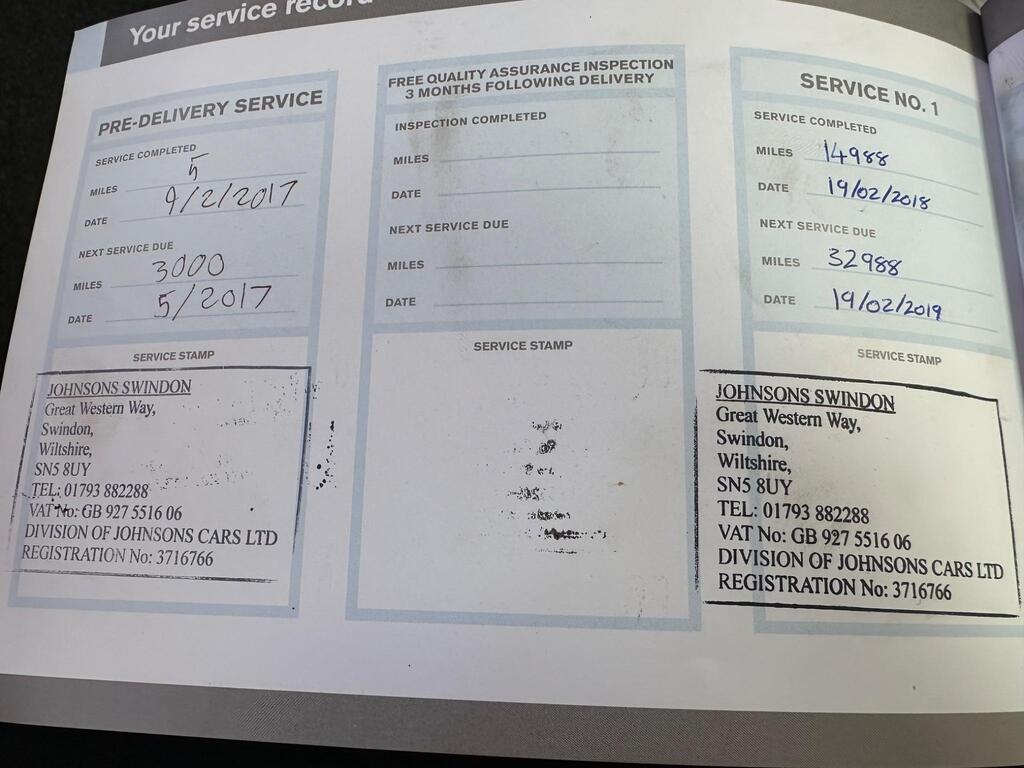 Your service record
PRE-DELIVERY SERVICE
SERVICE COMPLETED
MILES 5
DATE 9/2/2017
NEXT SERVICE DUE
MILES 3000
DATE 5/2017
SERVICE STAMP
JOHNSONS SWINDON
Great Western Way,
Swindon,
Wiltshire,
SN5 8UY
TEL: 01793 882288
VAT No: GB 927 5516 06
DIVISION OF JOHNSONS CARS LTD
REGISTRATION No: 3716766
FREE QUALITY ASSURANCE INSPECTION
3 MONTHS FOLLOWING DELIVERY
INSPECTION COMPLETED
MILES
DATE
NEXT SERVICE DUE
MILES
DATE
SERVICE STAMP
SERVICE NO. 1
SERVICE COMPLETED
MILES 14988
DATE 19/02/2018
NEXT SERVICE DUE
MILES 32988
DATE 19/02/2019
SERVICE STAMP
JOHNSONS SWINDON
Great Western Way,
Swindon,
Wiltshire,
SN5 8UY
TEL: 01793 882288
VAT No: GB 927 5516 06
DIVISION OF JOHNSONS CARS LTD
REGISTRATION No: 3716766